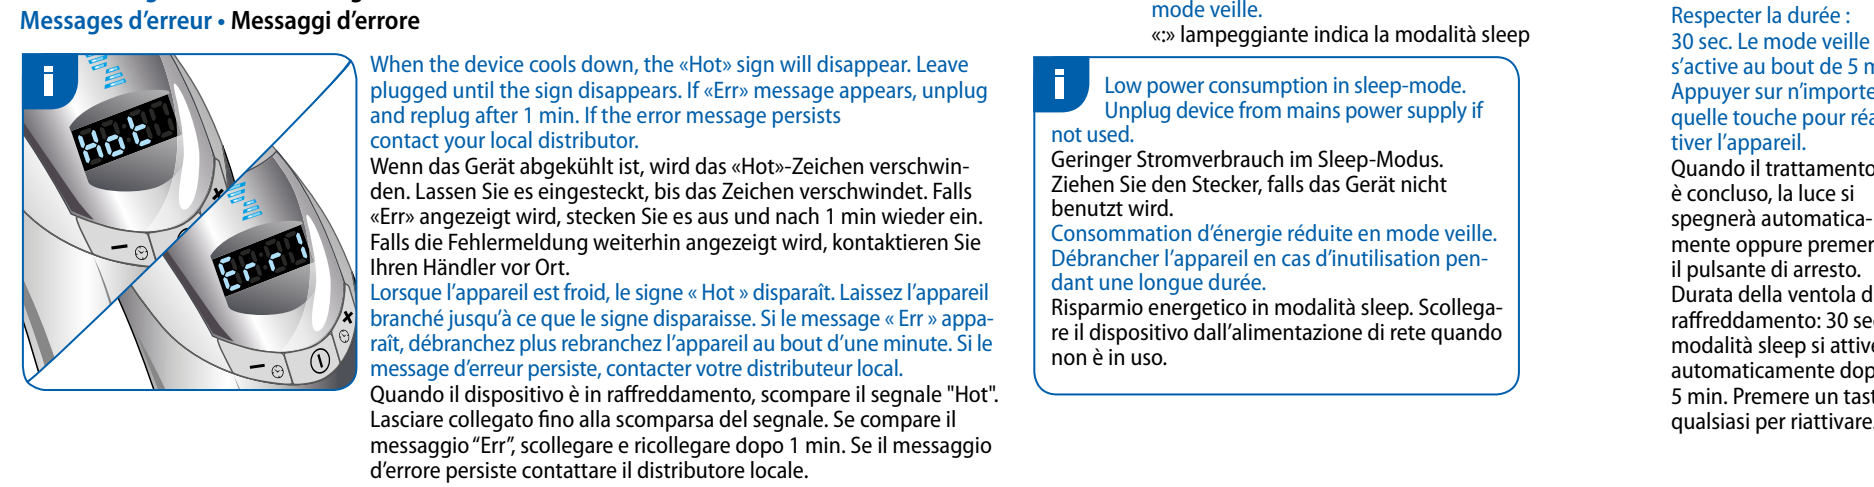 Messages d’erreur • Messaggi d’errore
i
Hot
Err1
When the device cools down, the «Hot» sign will disappear. Leave
plugged until the sign disappears. If «Err» message appears, unplug
and replug after 1 min. If the error message persists
contact your local distributor.
Wenn das Gerät abgekühlt ist, wird das «Hot»-Zeichen verschwin-
den. Lassen Sie es eingesteckt, bis das Zeichen verschwindet. Falls
«Err» angezeigt wird, stecken Sie es aus und nach 1 min wieder ein.
Falls die Fehlermeldung weiterhin angezeigt wird, kontaktieren Sie
Ihren Händler vor Ort.
Lorsque l’appareil est froid, le signe « Hot » disparaît. Laissez l’appareil
branché jusqu’à ce que le signe disparaisse. Si le message « Err » appa-
raît, débranchez plus rebranchez l’appareil au bout d’une minute. Si le
message d’erreur persiste, contacter votre distributeur local.
Quando il dispositivo è in raffreddamento, scompare il segnale "Hot".
Lasciare collegato fino alla scomparsa del segnale. Se compare il
messaggio “Err”, scollegare e ricollegare dopo 1 min. Se il messaggio
d’errore persiste contattare il distributore locale.
mode veille.
«:» lampeggiante indica la modalità sleep
i
Low power consumption in sleep-mode.
Unplug device from mains power supply if
not used.
Geringer Stromverbrauch im Sleep-Modus.
Ziehen Sie den Stecker, falls das Gerät nicht
benutzt wird.
Consommation d’énergie réduite en mode veille.
Débrancher l’appareil en cas d’inutilisation pen-
dant une longue durée.
Risparmio energetico in modalità sleep. Scollega-
re il dispositivo dall’alimentazione di rete quando
non è in uso.
Respecter la durée :
30 sec. Le mode veille
s’active au bout de 5 m
Appuyer sur n’importe
quelle touche pour réa
tiver l’appareil.
Quando il trattamento
è concluso, la luce si
spegnerà automatica-
mente oppure premer
il pulsante di arresto.
Durata della ventola d
raffreddamento: 30 se
modalità sleep si attive
automaticamente dop
5 min. Premere un tast
qualsiasi per riattivare.